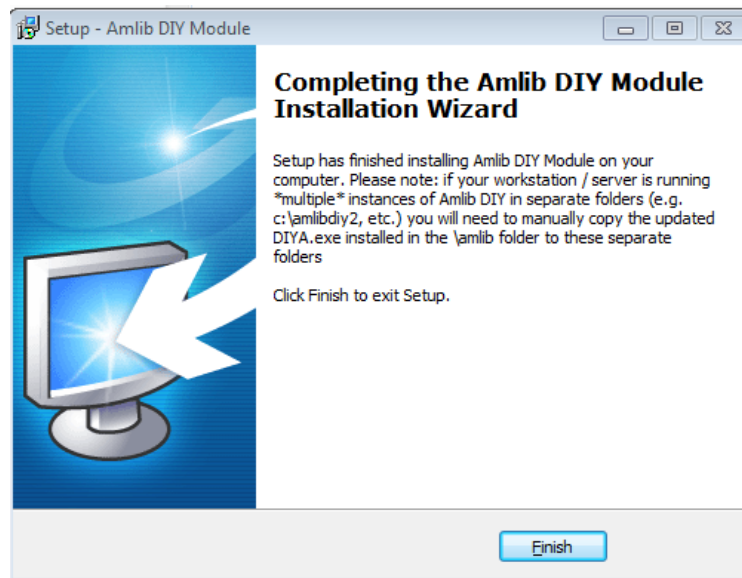 Setup - Amlib DIY Module
Completing the Amlib DIY Module
Installation Wizard
Setup has finished installing Amlib DIY Module on your
computer. Please note: if your workstation / server is running
*multiple* instances of Amlib DIY in separate folders (e.g.
c:\amlibdiy2, etc.) you will need to manually copy the updated
DIYA.exe installed in the \amlib folder to these separate
folders
Click Finish to exit Setup.
Finish